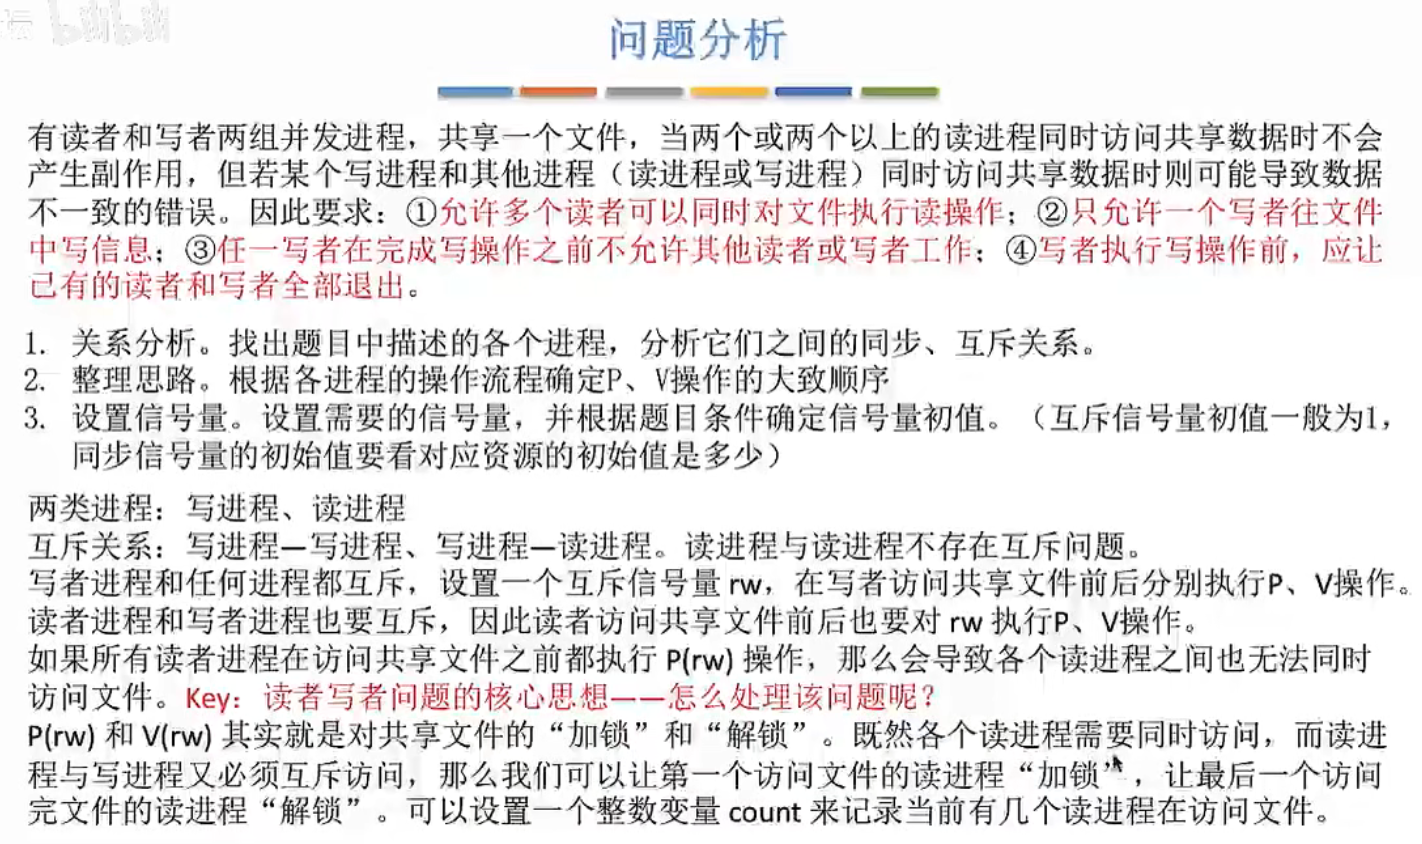 bilibili
问题分析
有读者和写者两组并发进程，共享一个文件，当两个或两个以上的读进程同时访问共享数据时不会
产生副作用，但若某个写进程和其他进程（读进程或写进程）同时访问共享数据时则可能导致数据
不一致的错误。因此要求：①允许多个读者可以同时对文件执行读操作；②只允许一个写者往文件
中写信息；③任一写者在完成写操作之前不允许其他读者或写者工作；④写者执行写操作前，应让
已有的读者和写者全部退出。
1. 关系分析。找出题目中描述的各个进程，分析它们之间的同步、互斥关系。
2. 整理思路。根据各进程的操作流程确定P、V操作的大致顺序
3. 设置信号量。设置需要的信号量，并根据题目条件确定信号量初值。（互斥信号量初值一般为1，
同步信号量的初始值要看对应资源的初始值是多少）
两类进程：写进程、读进程
互斥关系：写进程—写进程、写进程—读进程。读进程与读进程不存在互斥问题。
写者进程和任何进程都互斥，设置一个互斥信号量 rw，在写者访问共享文件前后分别执行P、V操作。
读者进程和写者进程也要互斥，因此读者访问共享文件前后也要对 rw 执行P、V操作。
如果所有读者进程在访问共享文件之前都执行 P(rw) 操作，那么会导致各个读进程之间也无法同时
访问文件。Key：读者写者问题的核心思想——怎么处理该问题呢？
P(rw) 和 V(rw) 其实就是对共享文件的“加锁”和“解锁”。既然各个读进程需要同时访问，而读进
程与写进程又必须互斥访问，那么我们可以让第一个访问文件的读进程“加锁”，让最后一个访问
完文件的读进程“解锁”。可以设置一个整数变量 count 来记录当前有几个读进程在访问文件。